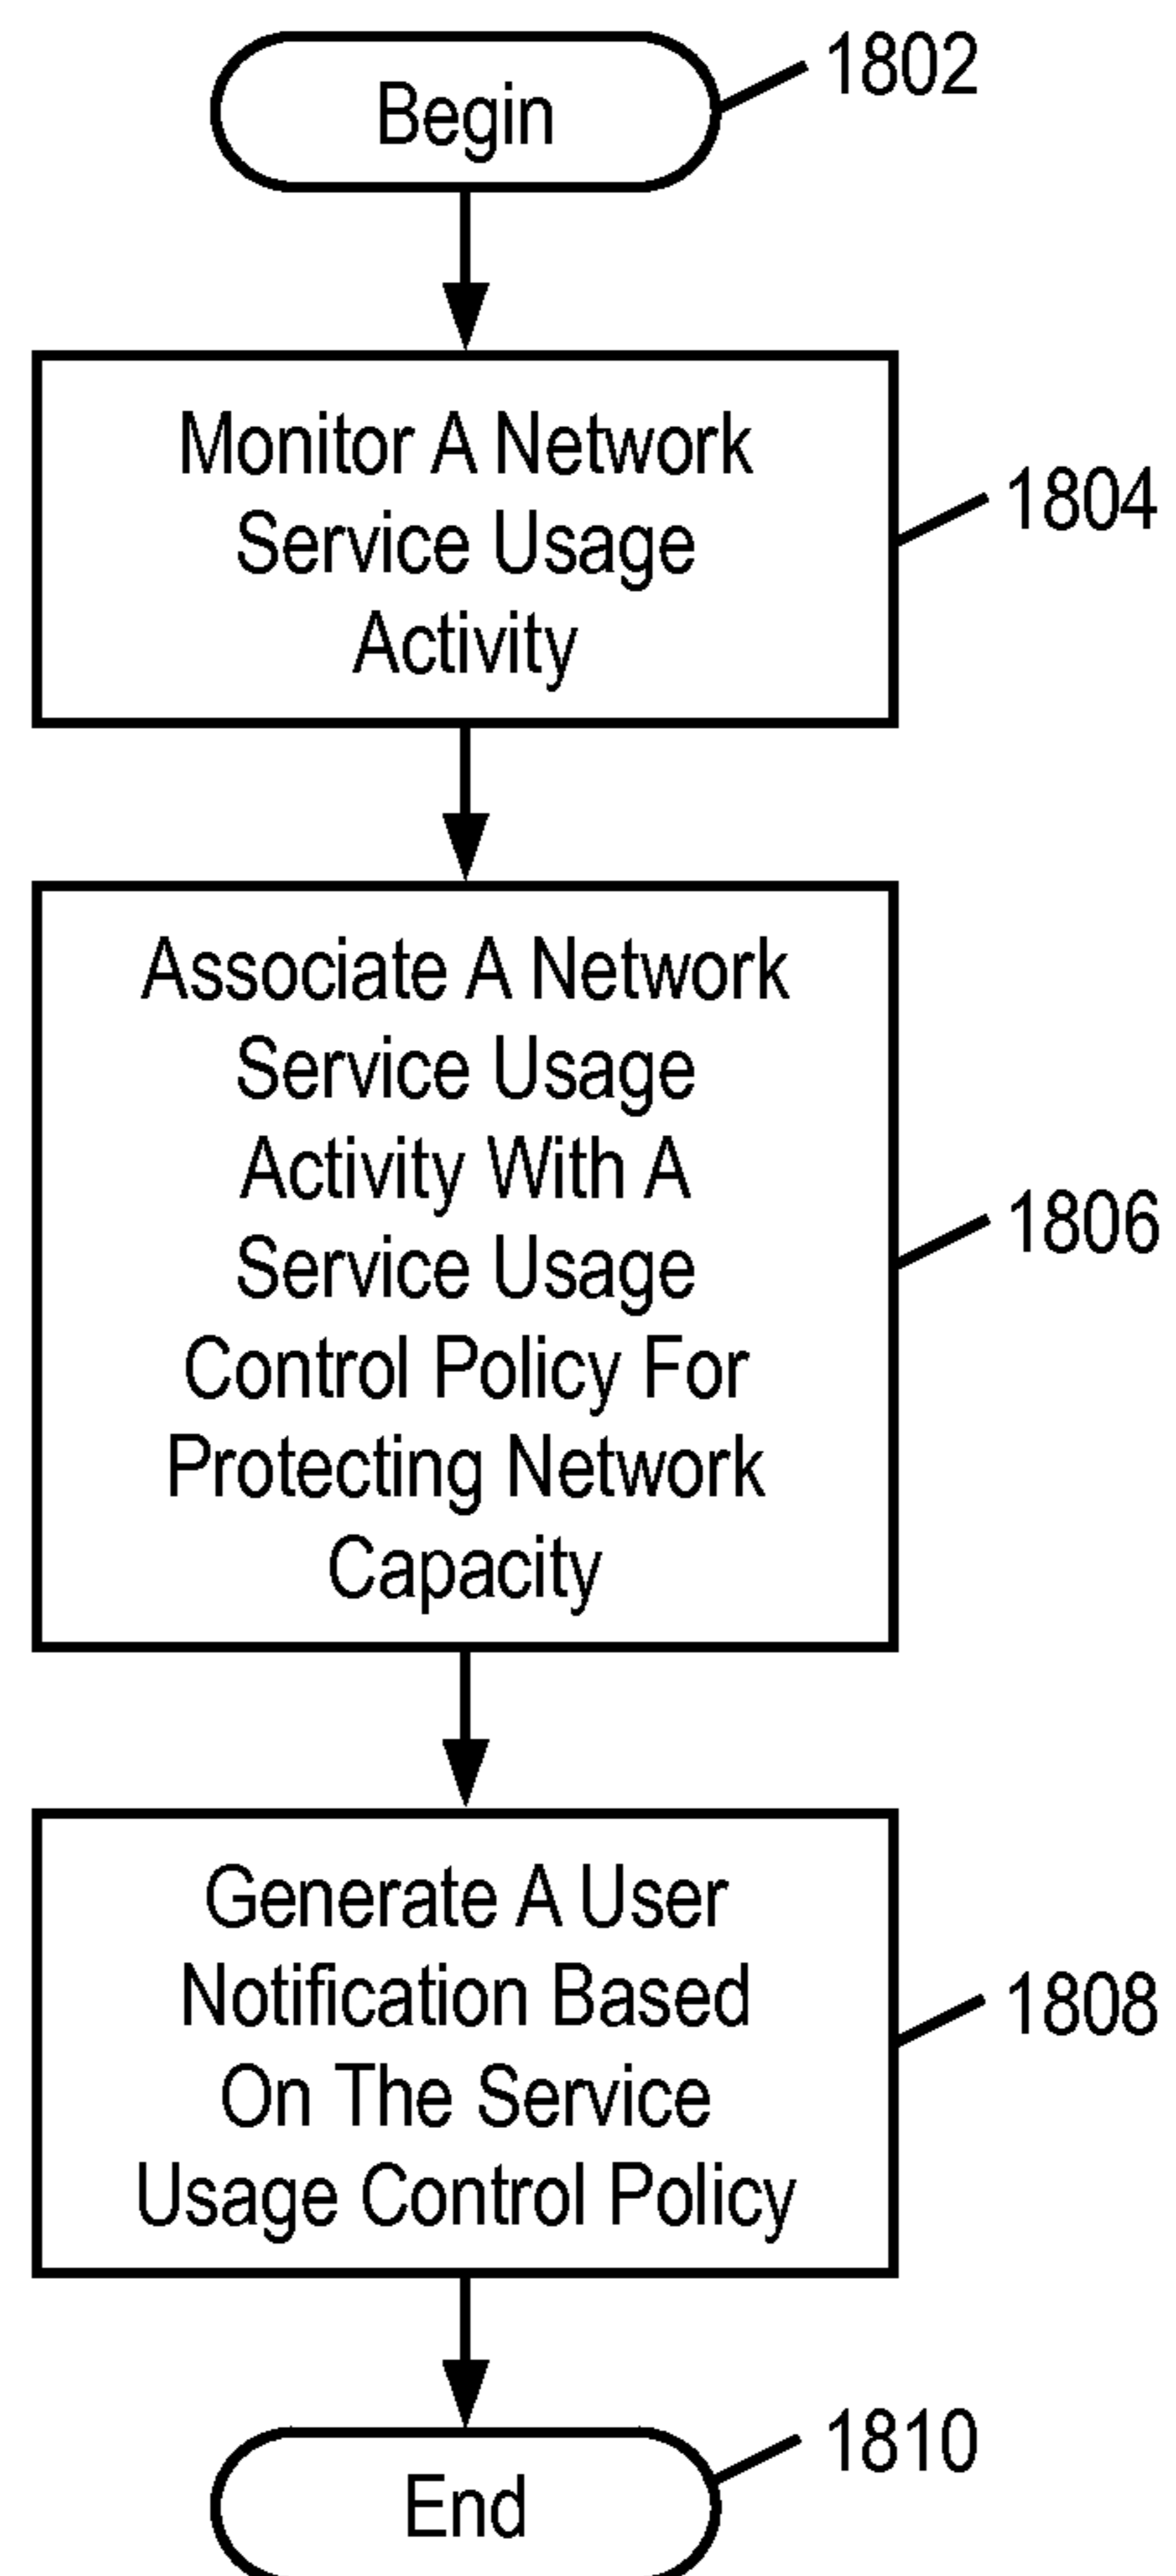 Begin
1802
Monitor A Network
Service Usage
Activity
1804
Associate A Network
Service Usage
Activity With A
Service Usage
Control Policy For
Protecting Network
Capacity
1806
Generate A User
Notification Based
On The Service
Usage Control Policy
1808
End
1810